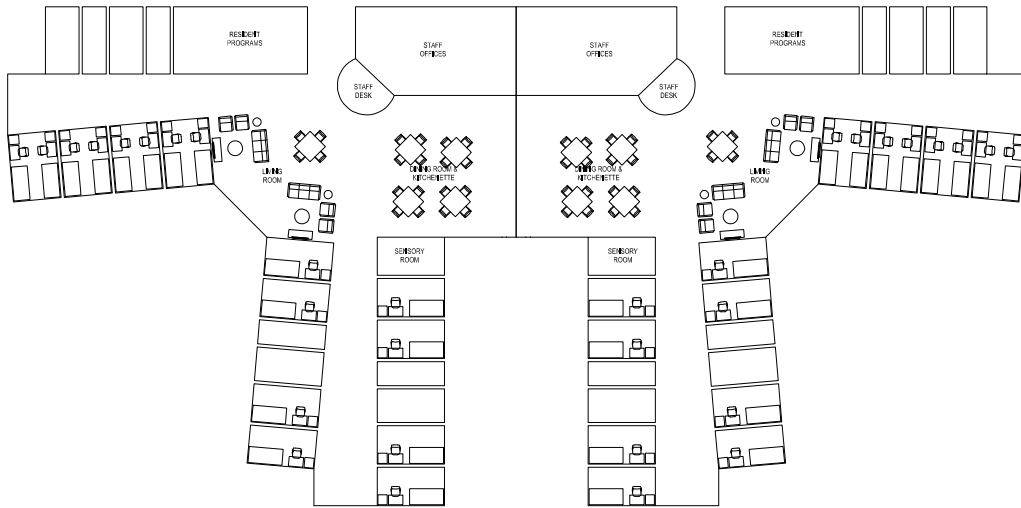 RESIDENT
PROGRAMS
STAFF
OFFICES
STAFF
OFFICES
RESIDENT
PROGRAMS
STAFF
DESK
STAFF
DESK
LIVING
ROOM
DINING ROOM &
KITCHENETTE
DINING ROOM &
KITCHENETTE
LIVING
ROOM
SENSORY
ROOM
SENSORY
ROOM